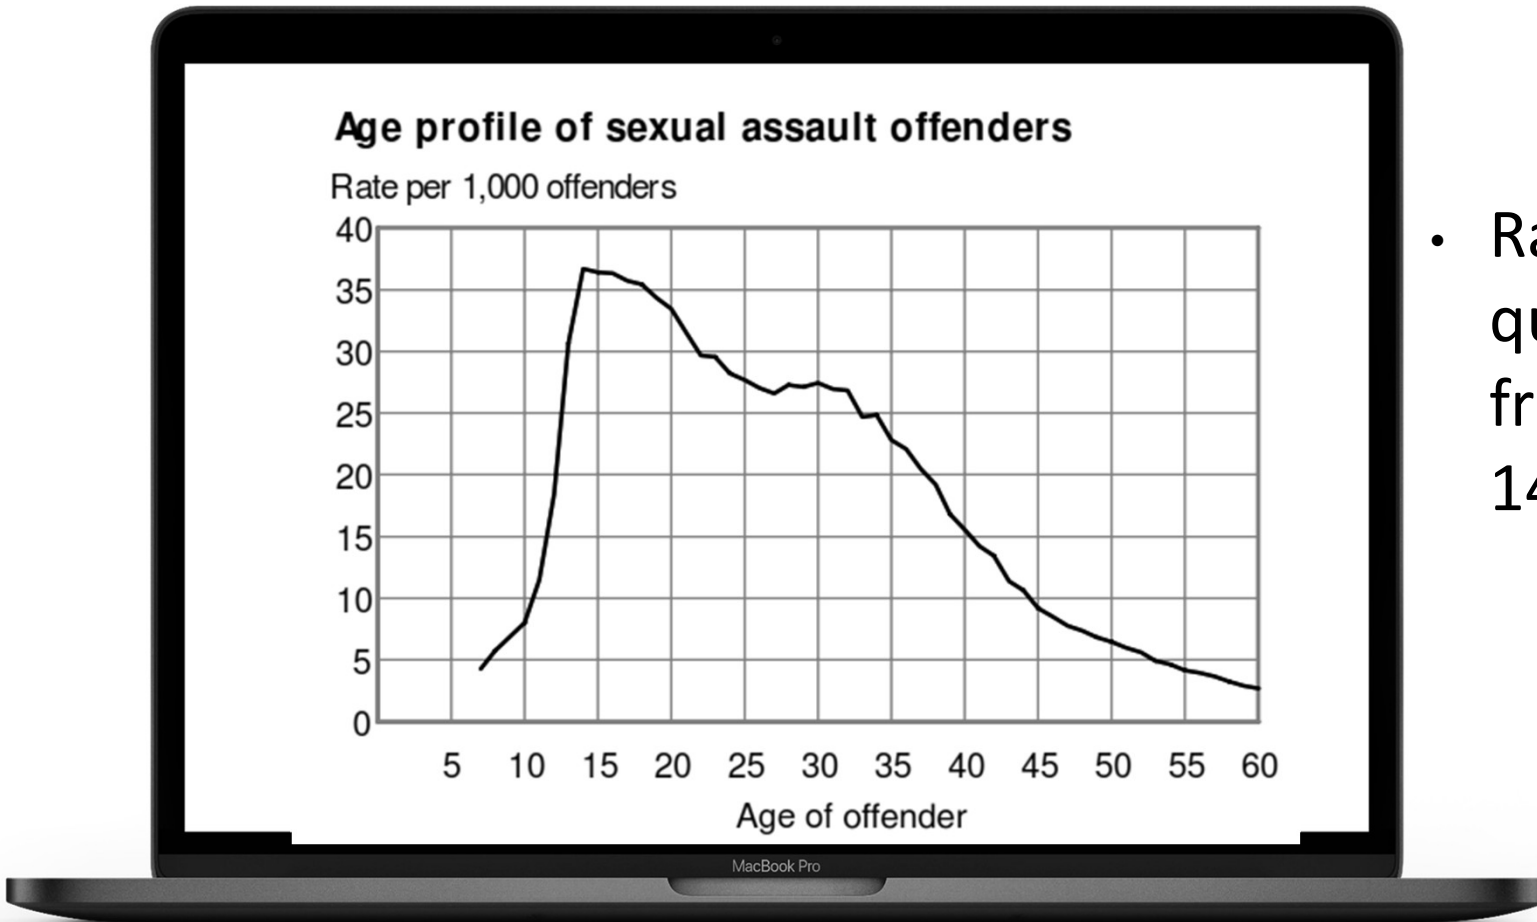 Age profile of sexual assault offenders
Rate per 1,000 offenders
40
35
30
25
20
15
10
5
0
5 10 15 20 25 30 35 40 45 50 55 60
Age of offender
MacBook Pro